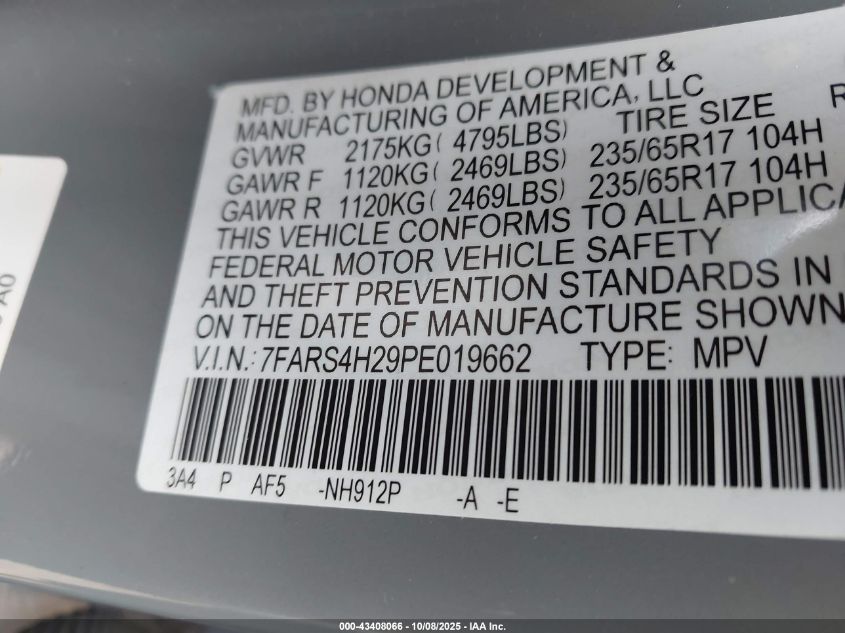 MFD. BY HONDA DEVELOPMENT &
MANUFACTURING OF AMERICA, LLC
GVWR 2175KG( 4795LBS) TIRE SIZE R
GAWR F 1120KG( 2469LBS) 235/65R17 104H
GAWR R 1120KG( 2469LBS) 235/65R17 104H
THIS VEHICLE CONFORMS TO ALL APPLICA
FEDERAL MOTOR VEHICLE SAFETY
AND THEFT PREVENTION STANDARDS IN
ON THE DATE OF MANUFACTURE SHOWN
V.I.N.: 7FARS4H29PE019662 TYPE: MPV
3A4 P AF5 -NH912P -A -E
000-43408066 - 10/08/2025 - IAA Inc.